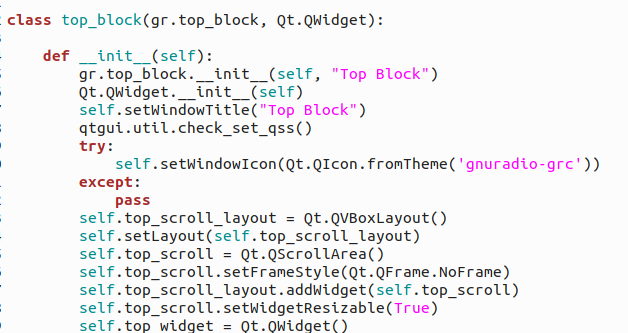 class top_block(gr.top_block, Qt.QWidget):
    def __init__(self):
        gr.top_block.__init__(self, "Top Block")
        Qt.QWidget.__init__(self)
        self.setWindowTitle("Top Block")
        qtgui.util.check_set_qss()
        try:
            self.setWindowIcon(Qt.QIcon.fromTheme('gnuradio-grc'))
        except:
            pass
        self.top_scroll_layout = Qt.QVBoxLayout()
        self.setLayout(self.top_scroll_layout)
        self.top_scroll = Qt.QScrollArea()
        self.top_scroll.setFrameStyle(Qt.QFrame.NoFrame)
        self.top_scroll_layout.addWidget(self.top_scroll)
        self.top_scroll.setWidgetResizable(True)
        self.top_widget = Qt.QWidget()